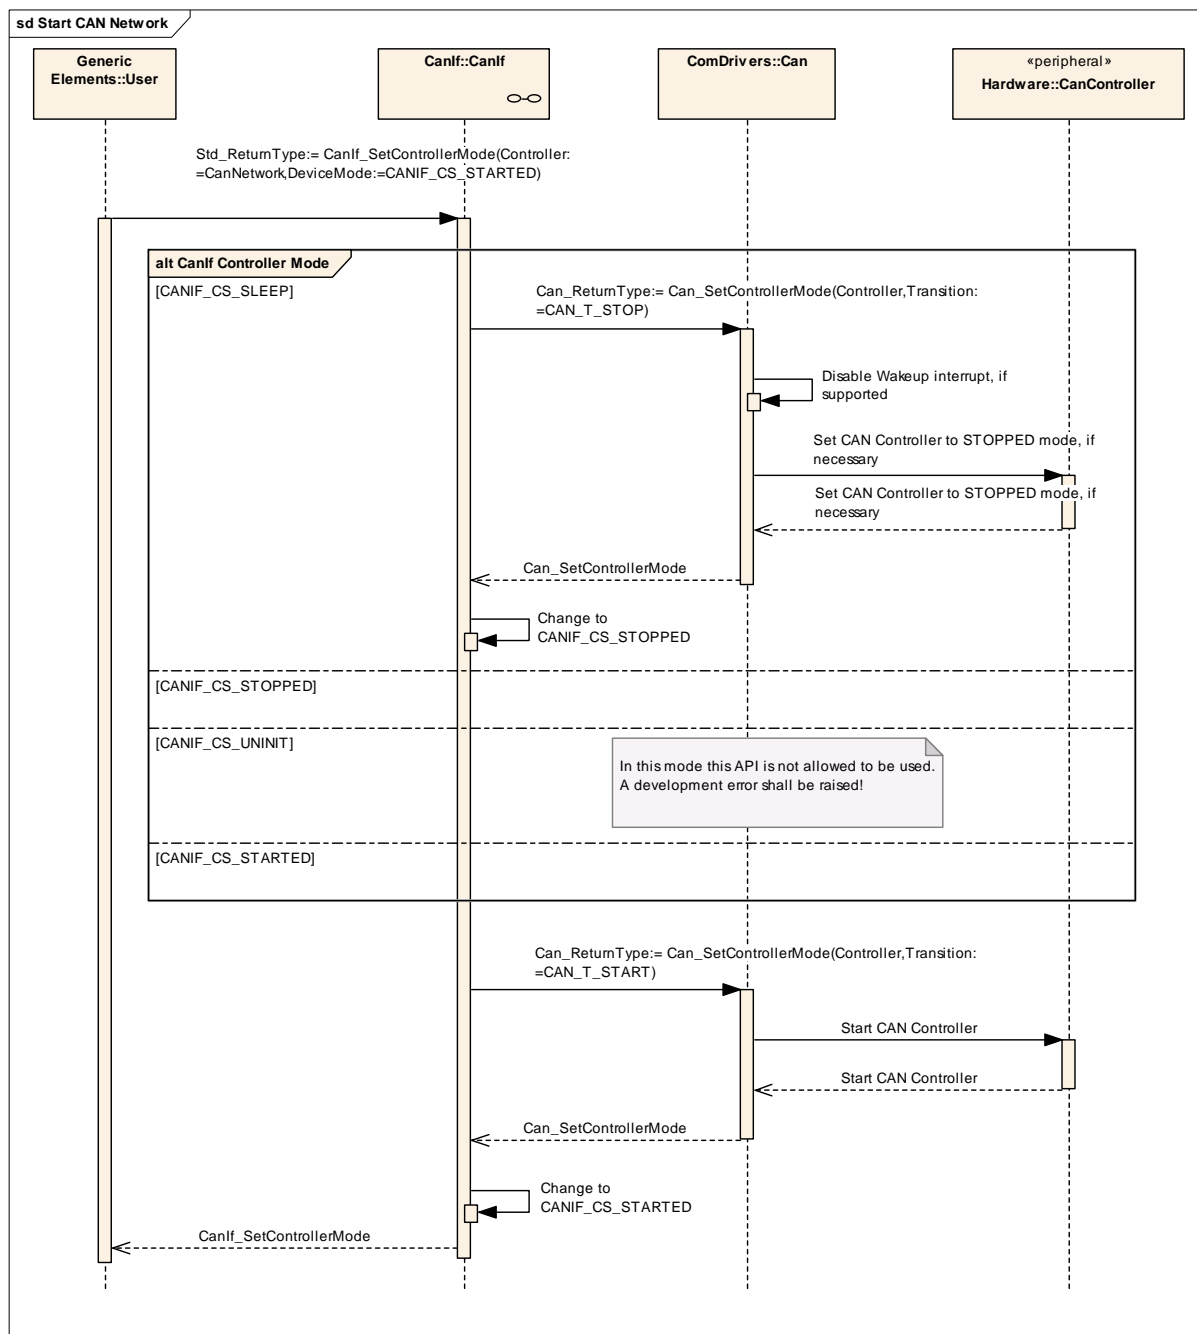 sd Start CAN Network
Generic
Elements::User
CanIf::CanIf
ComDrivers::Can
«peripheral»
Hardware::CanController
Std_ReturnType:= CanIf_SetControllerMode(Controller:
=CanNetwork,DeviceMode:=CANIF_CS_STARTED)
alt CanIf Controller Mode
[CANIF_CS_SLEEP]
Can_ReturnType:= Can_SetControllerMode(Controller,Transition:
=CAN_T_STOP)
Disable Wakeup interrupt, if
supported
Set CAN Controller to STOPPED mode, if
necessary
Set CAN Controller to STOPPED mode, if
necessary
Can_SetControllerMode
Change to
CANIF_CS_STOPPED
[CANIF_CS_STOPPED]
[CANIF_CS_UNINIT]
In this mode this API is not allowed to be used.
A development error shall be raised!
[CANIF_CS_STARTED]
Can_ReturnType:= Can_SetControllerMode(Controller,Transition:
=CAN_T_START)
Start CAN Controller
Start CAN Controller
Can_SetControllerMode
Change to
CANIF_CS_STARTED
CanIf_SetControllerMode